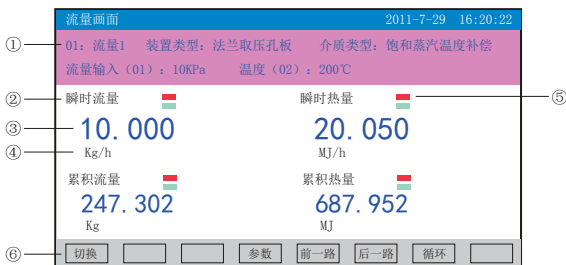 流量画面 2011-7-29 16:20:22
① 01: 流量1 装置类型: 法兰取压孔板 介质类型: 饱和蒸汽温度补偿
流量输入（01）: 10KPa 温度（02）: 200℃
② 瞬时流量 瞬时热量 ⑤
③ 10.000 20.050
④ Kg/h MJ/h
累积流量 累积热量
247.302 687.952
Kg MJ
⑥ 切换 参数 前一路 后一路 循环